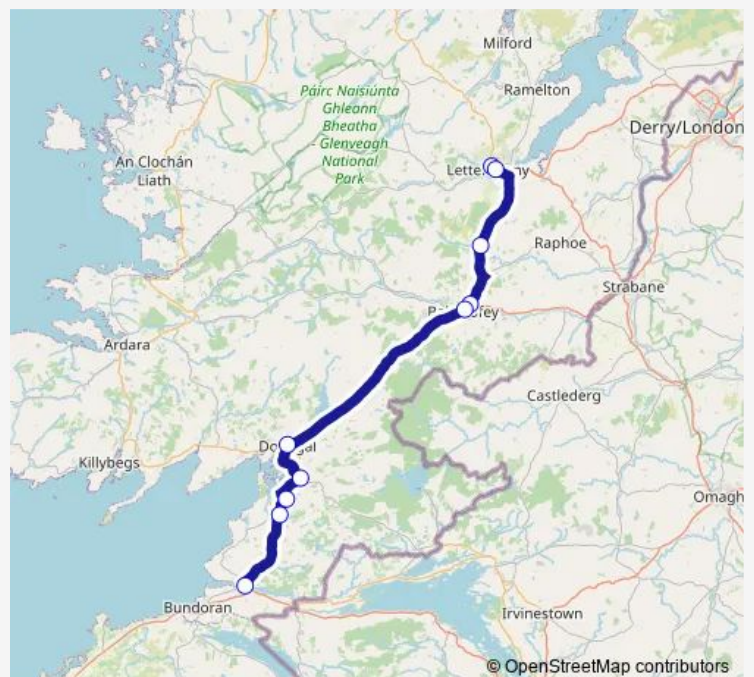 Milford
Ramelton
Páirc Naisiúnta
Ghleann
Bheatha
- Glenveagh
National
Park
Derry/London
An Clochán
Liath
Raphoe
Strabane
Ardara
Castlederg
Killybegs
Omagh
Bundoran
Irvinestown
© OpenStreetMap contributors